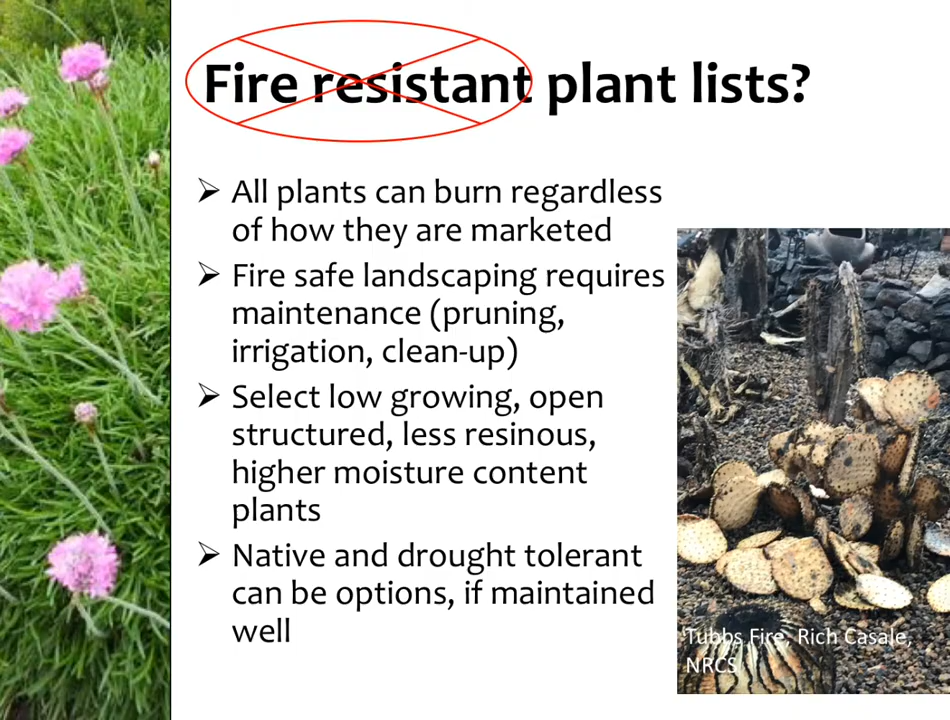 Fire resistant plant lists?
All plants can burn regardless
of how they are marketed
Fire safe landscaping requires
maintenance (pruning,
irrigation, clean-up)
Select low growing, open
structured, less resinous,
higher moisture content
plants
Native and drought tolerant
can be options, if maintained
well
Tubbs Fire, Rich Casale,
NRCS